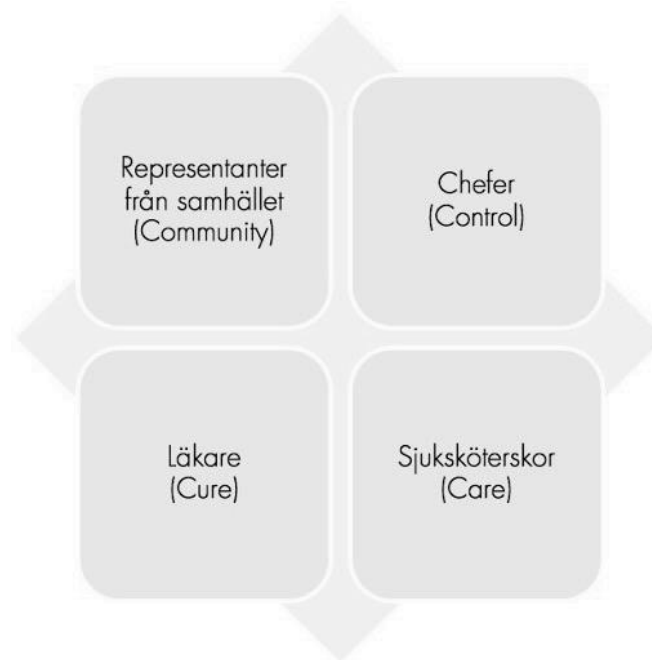 Representanter
från samhället
(Community)
Chefer
(Control)
Läkare
(Cure)
Sjuksköterskor
(Care)